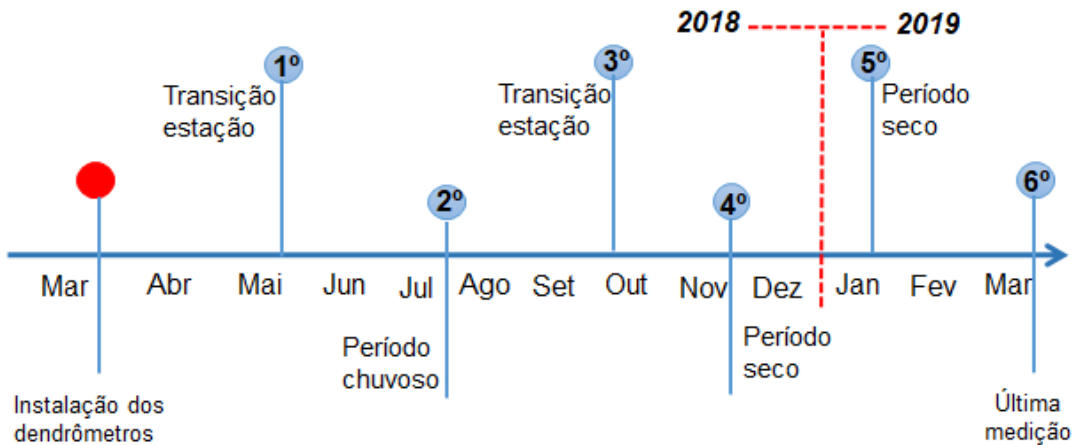 2018
2019
1º
3º
5º
Transição
estação
Transição
estação
Período
seco
2º
4º
6º
Mar
Abr
Mai
Jun
Jul
Ago
Set
Out
Nov
Dez
Jan
Fev
Mar
Período
chuvoso
Período
seco
Instalação dos
dendrômetros
Última
medição